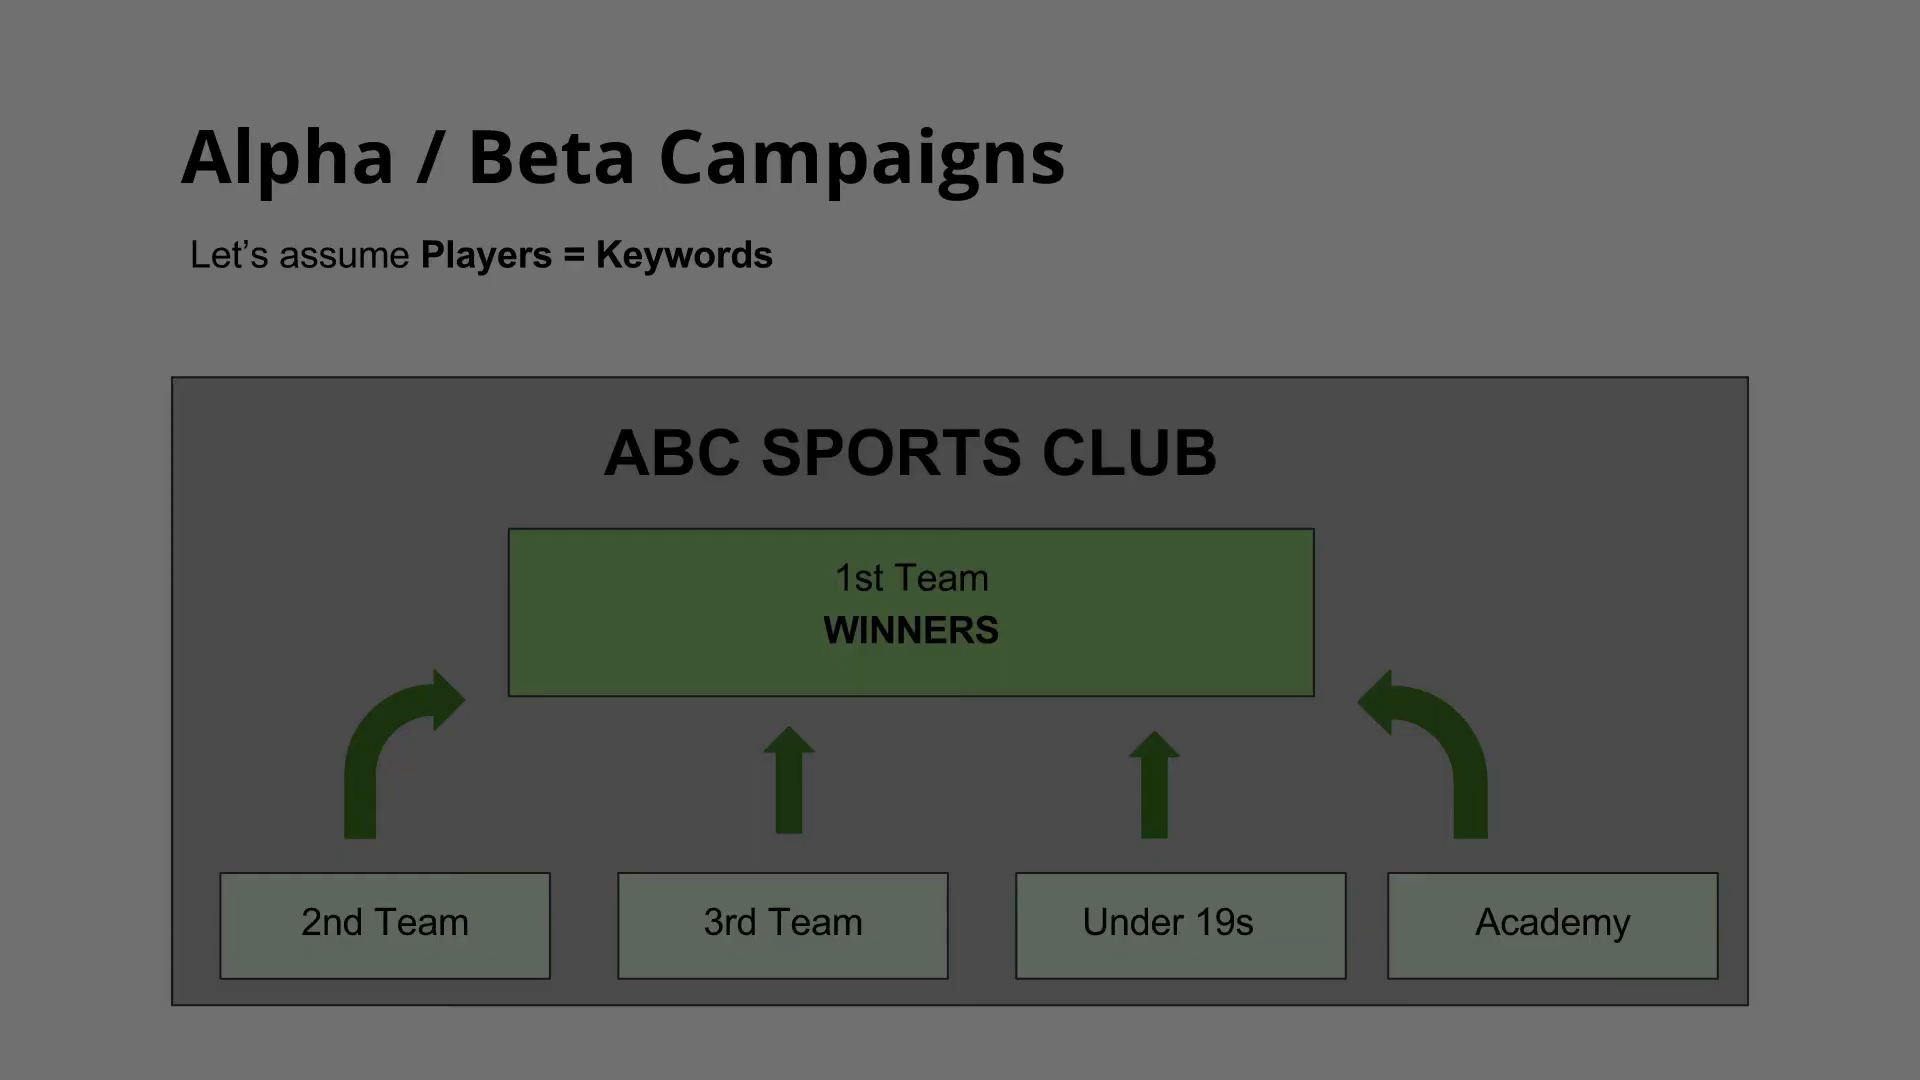 Alpha / Beta Campaigns
Let’s assume Players = Keywords
ABC SPORTS CLUB
1st Team
WINNERS
2nd Team
3rd Team
Under 19s
Academy